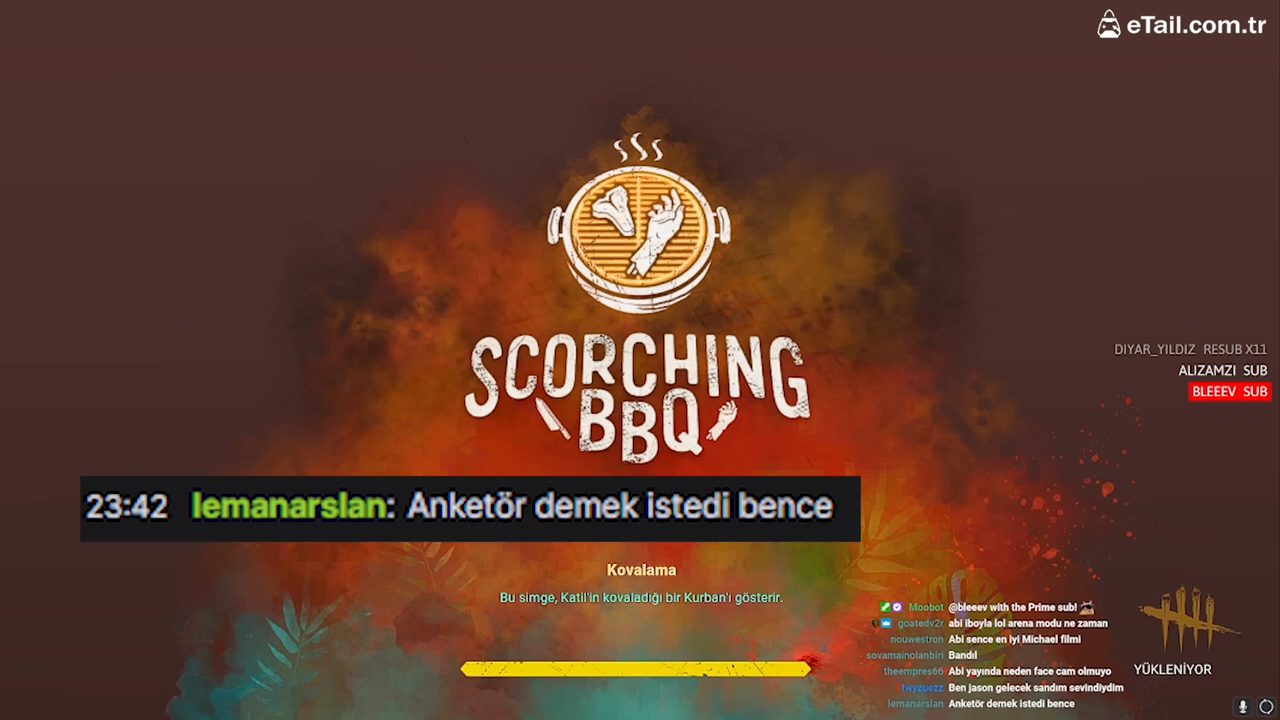 eTail.com.tr
SCORCHING
BBQ
DIYAR_YILDIZ RESUB X11
ALIZAMZI SUB
BLEEEV SUB
23:42 lemanarslan: Anketör demek istedi bence
Kovalama
Bu simge, Katil'in kovaladığı bir Kurban'ı gösterir.
Moobot @bleeev with the Prime sub!
goatedv2r abi iboyla lol arena modu ne zaman
nouwestron Abi sence en iyi Michael filmi
sovamainolanbiri Bandıl
theempres66 Abi yayında neden face cam olmuyo
twyzuezz Ben jason gelecek sandım sevindiydim
lemanarslan Anketör demek istedi bence
YÜKLENİYOR